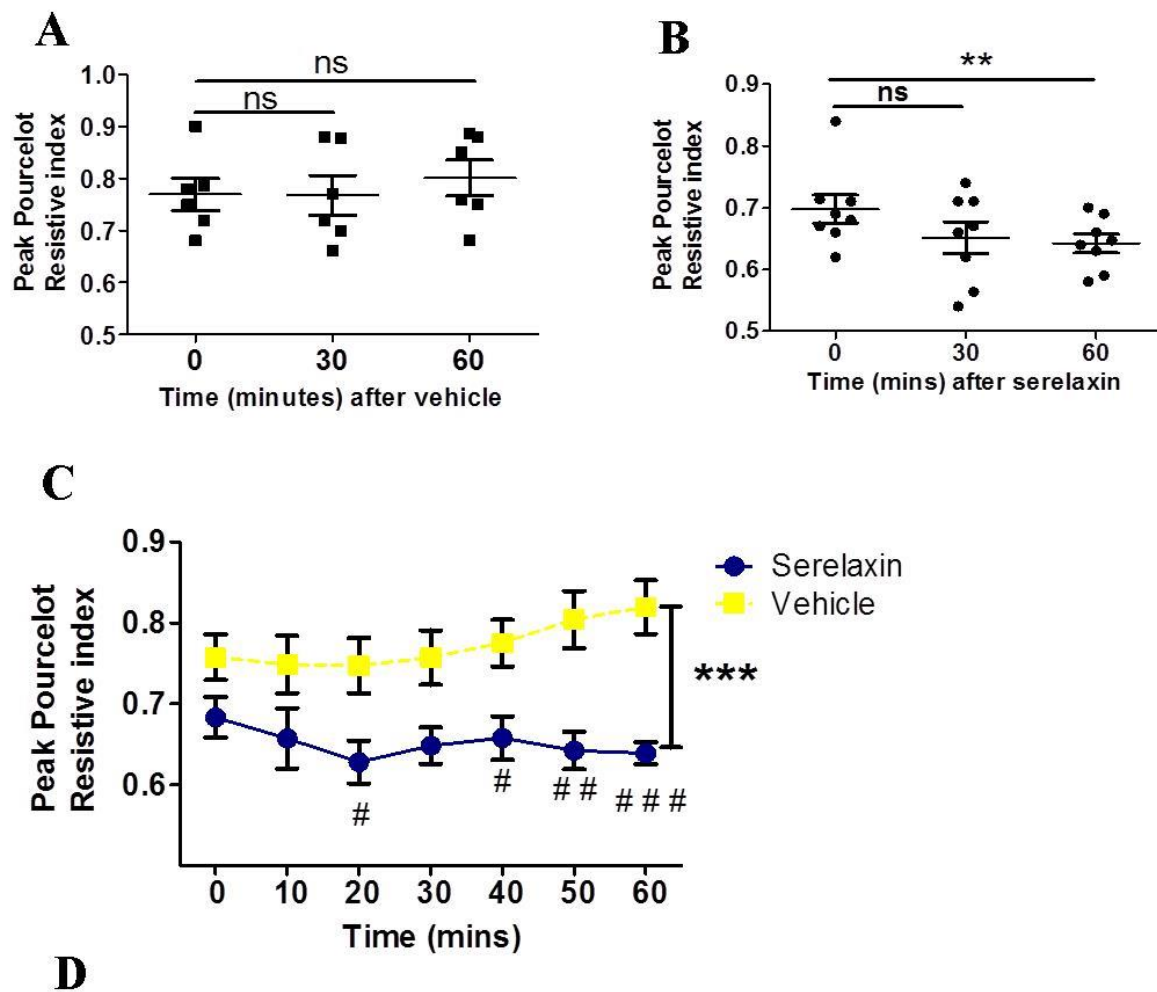 A
Peak Pourcelot
Resistive index
1.0
0.9
0.8
0.7
0.6
0.5
ns
ns
0 30 60
Time (minutes) after vehicle
B
Peak Pourcelot
Resistive index
0.9
0.8
0.7
0.6
0.5
**
ns
0 30 60
Time (mins) after serelaxin
C
Peak Pourcelot
Resistive index
0.9
0.8
0.7
0.6
Serelaxin
Vehicle
***
# # ## ###
0 10 20 30 40 50 60
Time (mins)
D